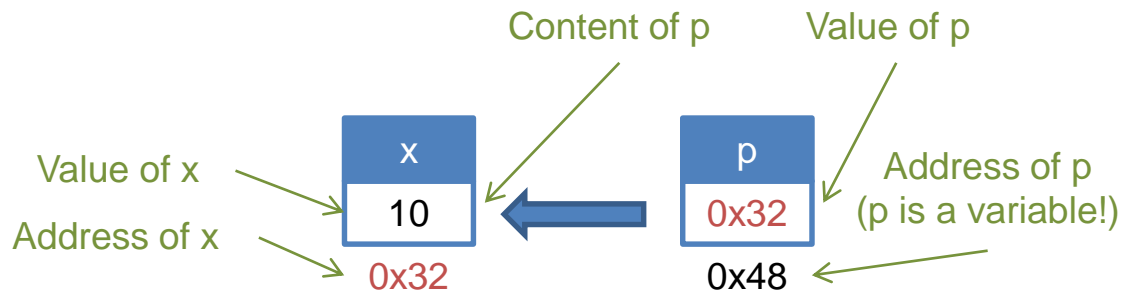 Content of p
Value of p
x
p
Value of x
10
0x32
Address of p
(p is a variable!)
Address of x
0x32
0x48